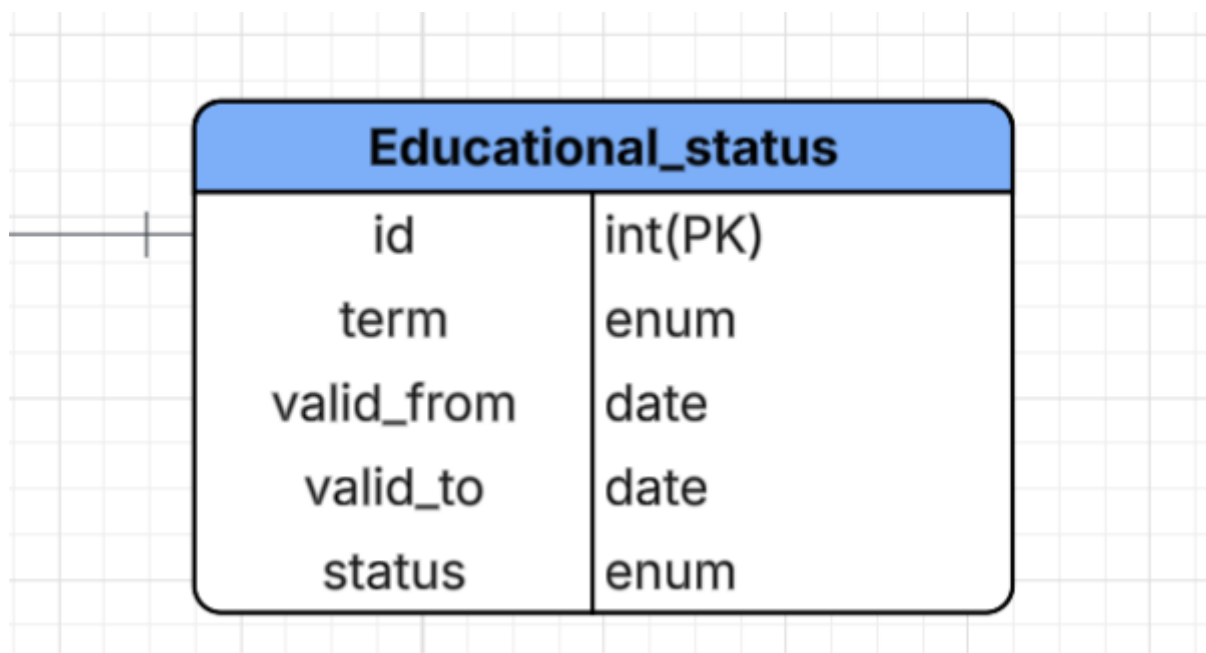 Educational_status
id int(PK)
term enum
valid_from date
valid_to date
status enum